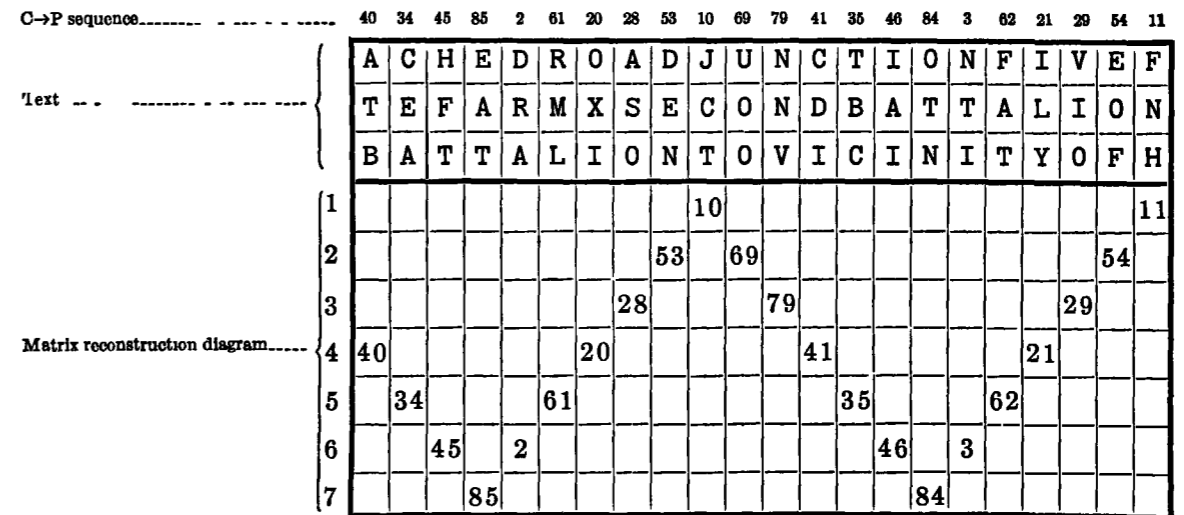 C→P sequence 40 34 45 85 2 61 20 28 53 10 69 79 41 35 46 84 3 62 21 29 54 11
A C H E D R O A D J U N C T I O N F I V E F
Text T E F A R M X S E C O N D B A T T A L I O N
B A T T A L I O N T O V I C I N I T Y O F H
1 10 11
2 53 69 54
3 28 79 29
Matrix reconstruction diagram 4 40 20 41 21
5 34 61 35 62
6 45 2 46 3
7 85 84